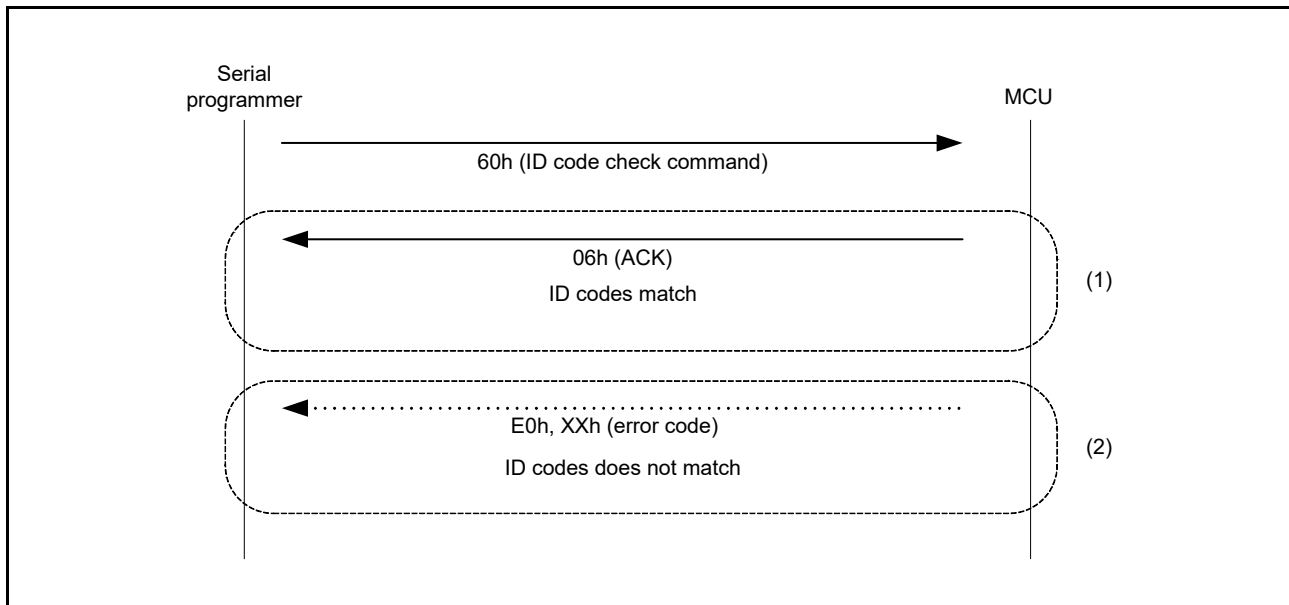 Serial
programmer
MCU
60h (ID code check command)
06h (ACK)
ID codes match
(1)
E0h, XXh (error code)
ID codes does not match
(2)